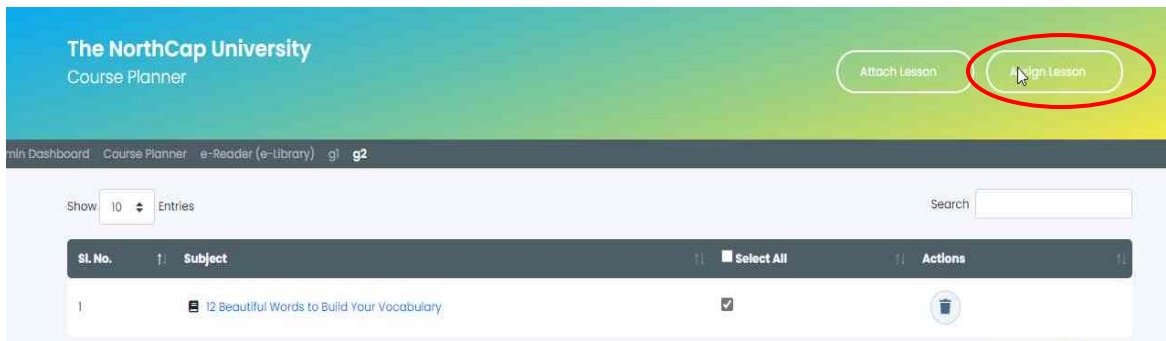 The NorthCap University
Course Planner
Attach Lesson
Assign Lesson
min Dashboard Course Planner e-Reader (e-Library) g1 g2
Show 10 Entries
Search
Sl. No. Subject Select All Actions
1 12 Beautiful Words to Build Your Vocabulary